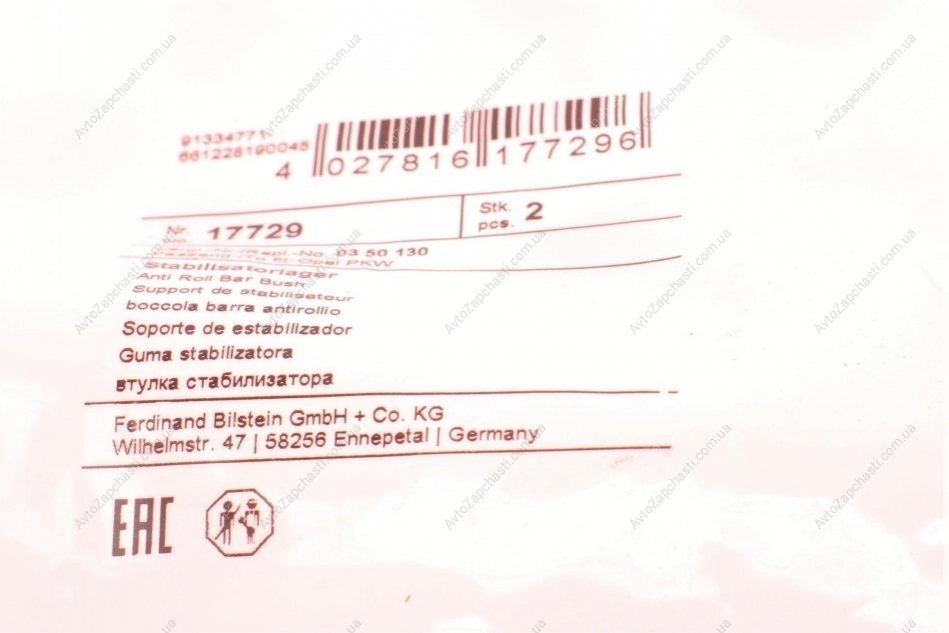 91334771
661228190045
4 027816 177296
Nr.
No. 17729
Stk.
pcs. 2
Verg.-Nr./Repl.-No. 03 50 130
Passend./To fit. Opel PKW
Stabilisatorlager
Anti Roll Bar Bush
Support de stabilisateur
boccola barra antirollio
Soporte de estabilizador
Guma stabilizatora
втулка стабилизатора
Ferdinand Bilstein GmbH + Co. KG
Wilhelmstr. 47 | 58256 Ennepetal | Germany
EAC
AvtoZapchasti.com.ua